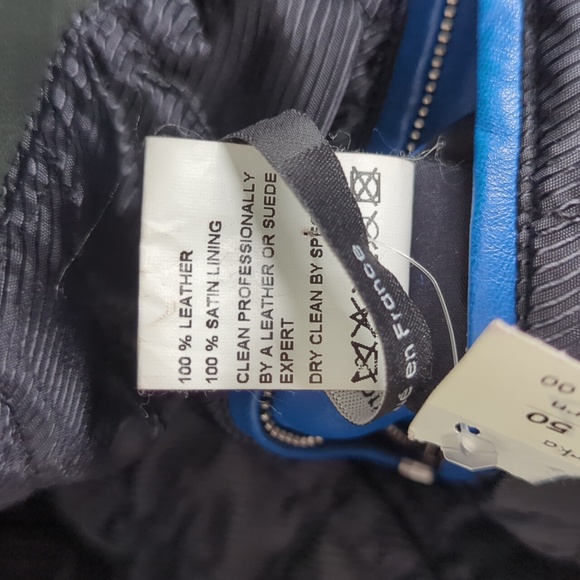 100 % LEATHER
100 % SATIN LINING
CLEAN PROFESSIONALLY
BY A LEATHER OR SUEDE
EXPERT
DRY CLEAN BY
en France
50
00